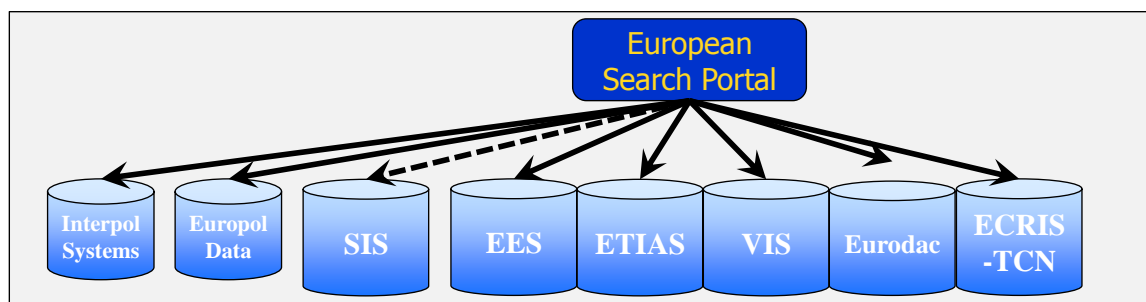 European
Search Portal
Interpol
Systems
Europol
Data
SIS
EES
ETIAS
VIS
Eurodac
ECRIS
-TCN